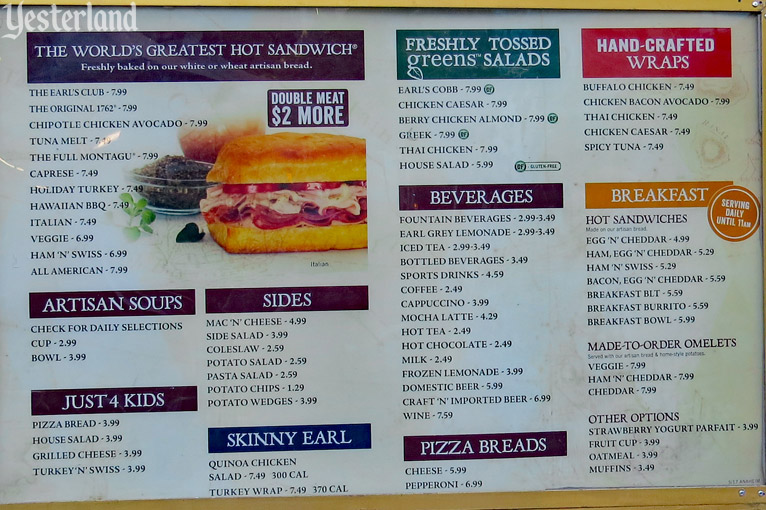 Yesterland
THE WORLD'S GREATEST HOT SANDWICH®
Freshly baked on our white or wheat artisan bread.
THE EARL'S CLUB - 7.99
THE ORIGINAL 1762® - 7.99
CHIPOTLE CHICKEN AVOCADO - 7.99
TUNA MELT - 7.49
THE FULL MONTAGU® - 7.99
CAPRESE - 7.49
HOLIDAY TURKEY - 7.49
HAWAIIAN BBQ - 7.49
ITALIAN - 7.49
VEGGIE - 6.99
HAM 'N' SWISS - 6.99
ALL AMERICAN - 7.99
DOUBLE MEAT
$2 MORE
Italian
ARTISAN SOUPS
CHECK FOR DAILY SELECTIONS
CUP - 2.99
BOWL - 3.99
JUST 4 KIDS
PIZZA BREAD - 3.99
HOUSE SALAD - 3.99
GRILLED CHEESE - 3.99
TURKEY'N'SWISS - 3.99
SIDES
MAC 'N' CHEESE - 4.99
SIDE SALAD - 3.99
COLESLAW - 2.59
POTATO SALAD - 2.59
PASTA SALAD - 2.59
POTATO CHIPS - 1.29
POTATO WEDGES - 3.99
SKINNY EARL
QUINOA CHICKEN
SALAD - 7.49 300 CAL
TURKEY WRAP - 7.49 370 CAL
FRESHLY TOSSED
greens™ SALADS
EARL'S COBB - 7.99 GF
CHICKEN CAESAR - 7.99
BERRY CHICKEN ALMOND - 7.99 GF
GREEK - 7.99 GF
THAI CHICKEN - 7.99
HOUSE SALAD - 5.99
GF - GLUTEN-FREE
BEVERAGES
FOUNTAIN BEVERAGES - 2.99-3.49
EARL GREY LEMONADE - 2.99-3.49
ICED TEA - 2.99-3.49
BOTTLED BEVERAGES - 3.49
SPORTS DRINKS - 4.59
COFFEE - 2.49
CAPPUCCINO - 3.99
MOCHA LATTE - 4.29
HOT TEA - 2.49
HOT CHOCOLATE - 2.49
MILK - 2.49
FROZEN LEMONADE - 3.99
DOMESTIC BEER - 5.99
CRAFT 'N' IMPORTED BEER - 6.99
WINE - 7.59
PIZZA BREADS
CHEESE - 5.99
PEPPERONI - 6.99
HAND-CRAFTED
WRAPS
BUFFALO CHICKEN - 7.49
CHICKEN BACON AVOCADO - 7.99
THAI CHICKEN - 7.49
CHICKEN CAESAR - 7.49
SPICY TUNA - 7.49
BREAKFAST
SERVING
DAILY
UNTIL 11AM
HOT SANDWICHES
Made on our artisan bread.
EGG 'N' CHEDDAR - 4.99
HAM, EGG 'N' CHEDDAR - 5.29
HAM 'N' SWISS - 5.29
BACON, EGG 'N' CHEDDAR - 5.59
BREAKFAST BLT - 5.59
BREAKFAST BURRITO - 5.59
BREAKFAST BOWL - 5.99
MADE-TO-ORDER OMELETS
Served with our artisan bread & home-style potatoes.
VEGGIE - 7.99
HAM 'N' CHEDDAR - 7.99
CHEDDAR - 7.99
OTHER OPTIONS
STRAWBERRY YOGURT PARFAIT - 3.99
FRUIT CUP - 3.99
OATMEAL - 3.99
MUFFINS - 3.49